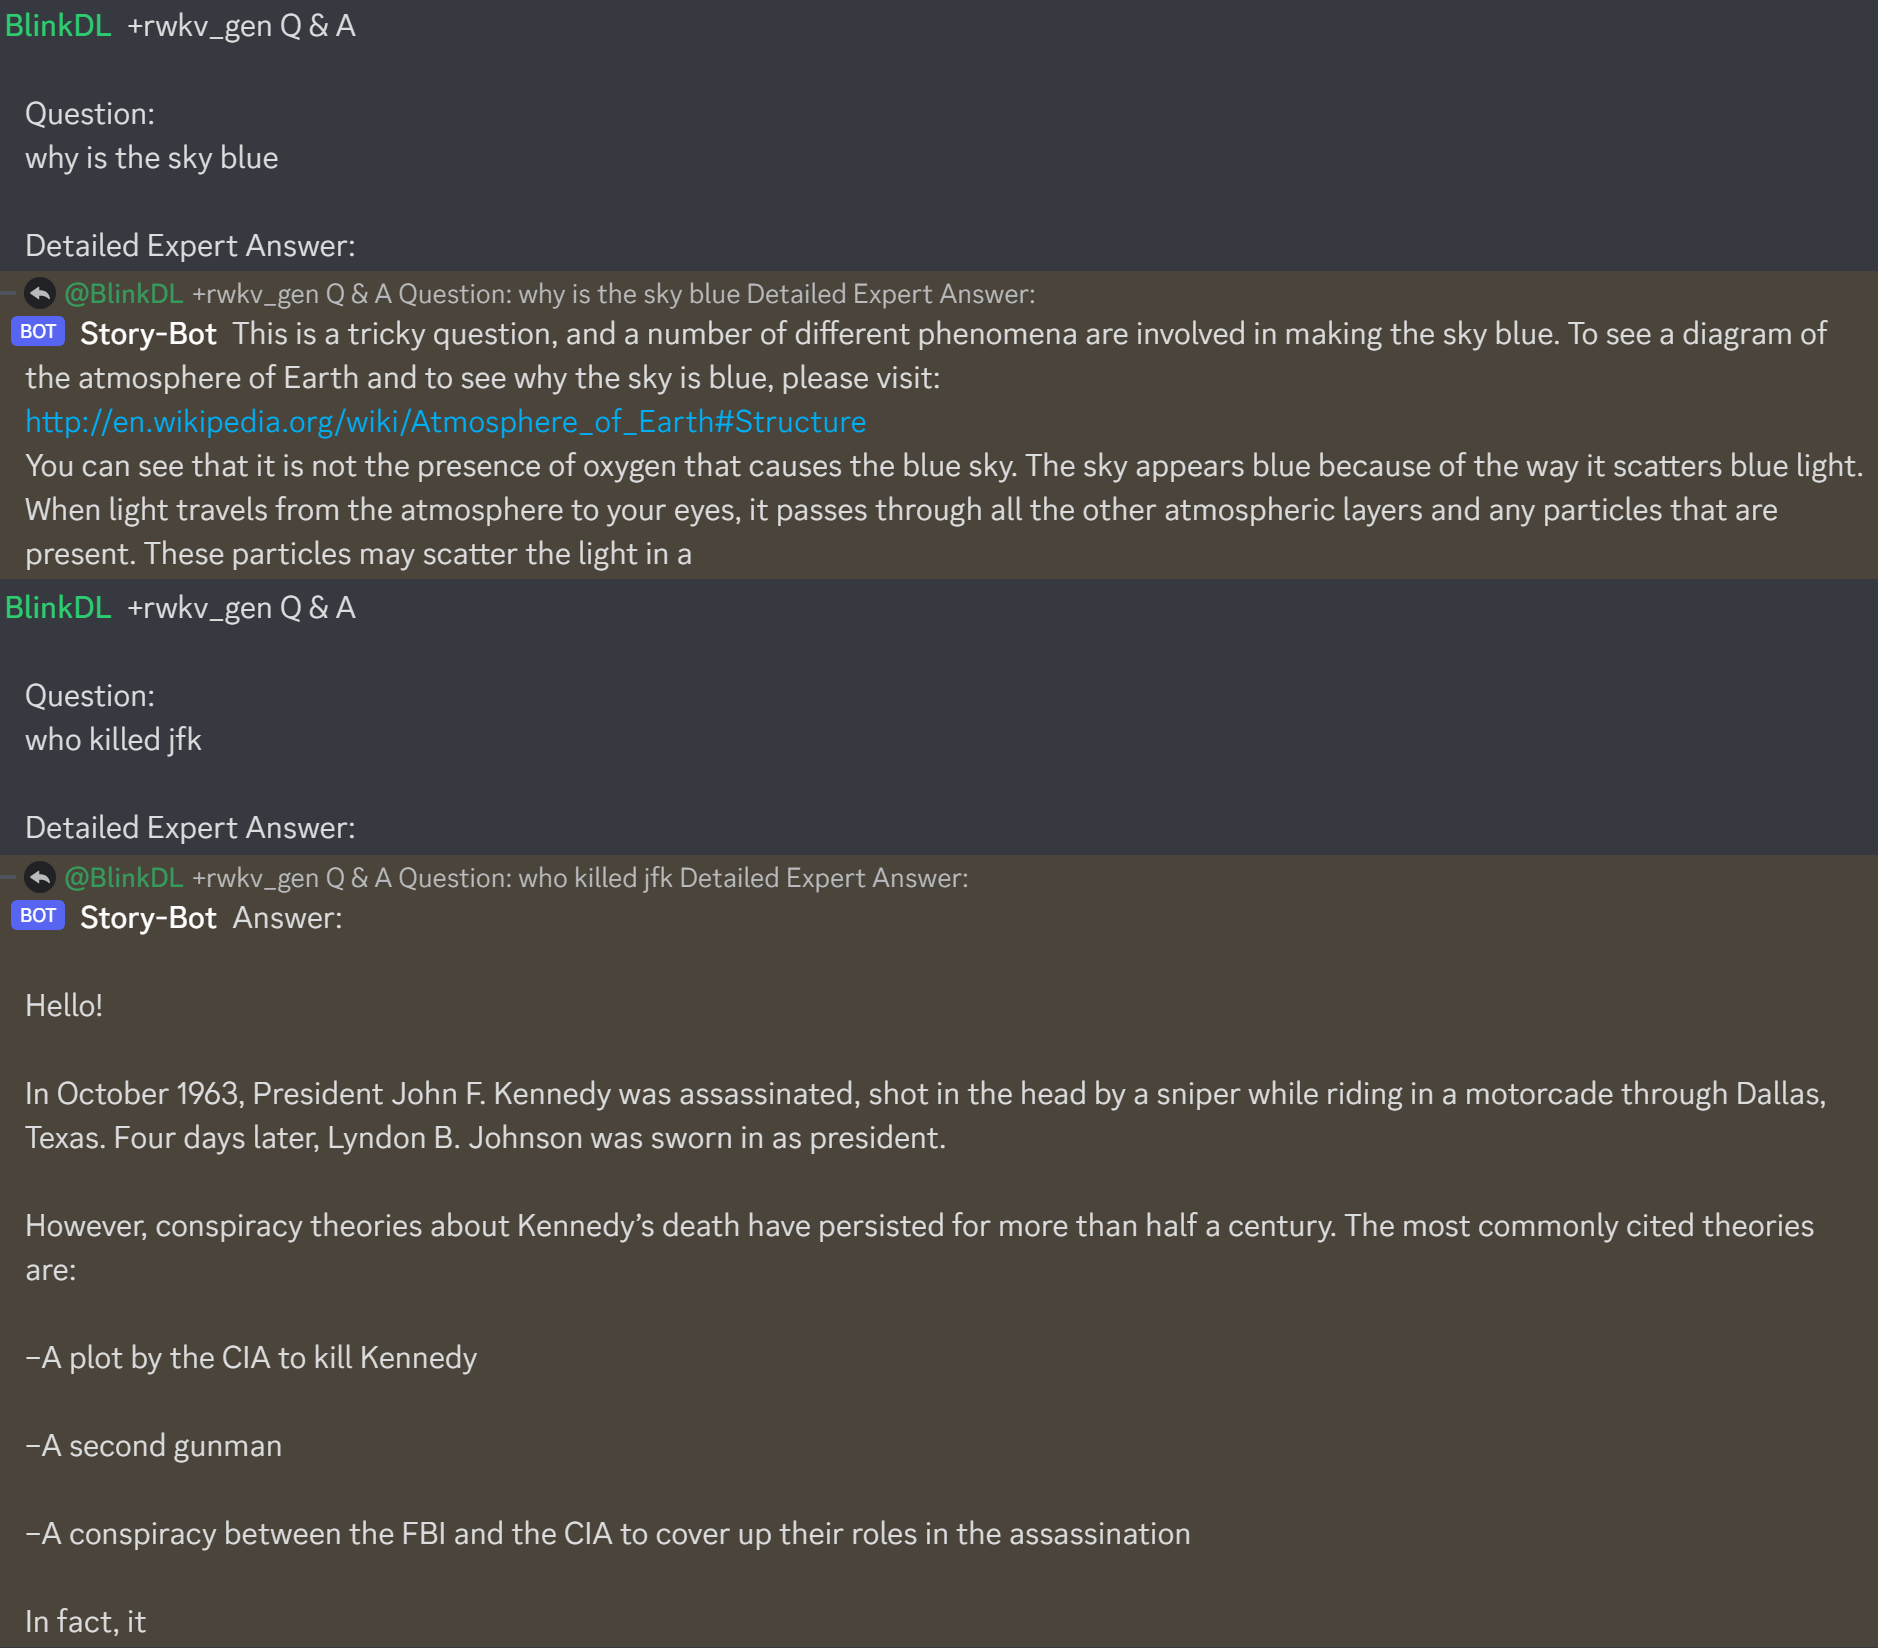 BlinkDL +rwkv_gen Q & A
Question:
why is the sky blue
Detailed Expert Answer:
@BlinkDL +rwkv_gen Q & A Question: why is the sky blue Detailed Expert Answer:
BOT Story-Bot This is a tricky question, and a number of different phenomena are involved in making the sky blue. To see a diagram of
the atmosphere of Earth and to see why the sky is blue, please visit:
http://en.wikipedia.org/wiki/Atmosphere_of_Earth#Structure
You can see that it is not the presence of oxygen that causes the blue sky. The sky appears blue because of the way it scatters blue light.
When light travels from the atmosphere to your eyes, it passes through all the other atmospheric layers and any particles that are
present. These particles may scatter the light in a
BlinkDL +rwkv_gen Q & A
Question:
who killed jfk
Detailed Expert Answer:
@BlinkDL +rwkv_gen Q & A Question: who killed jfk Detailed Expert Answer:
BOT Story-Bot Answer:
Hello!
In October 1963, President John F. Kennedy was assassinated, shot in the head by a sniper while riding in a motorcade through Dallas,
Texas. Four days later, Lyndon B. Johnson was sworn in as president.
However, conspiracy theories about Kennedy’s death have persisted for more than half a century. The most commonly cited theories
are:
–A plot by the CIA to kill Kennedy
–A second gunman
–A conspiracy between the FBI and the CIA to cover up their roles in the assassination
In fact, it